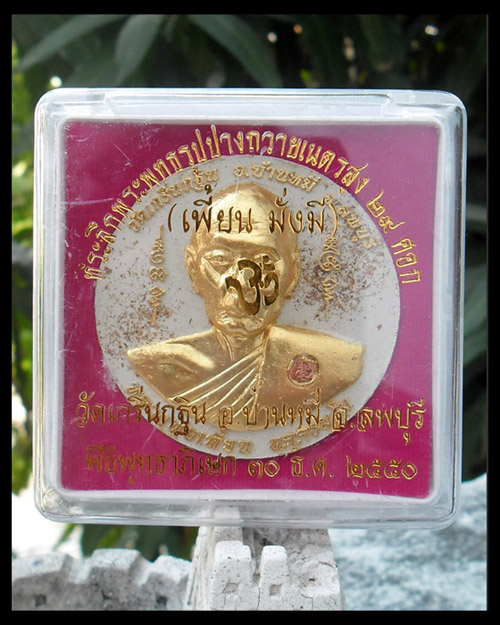 ที่ระลึกพระพุทธรูปปางถวายเนตรสูง ๒๙ ศอก
(เพี้ยน มั่งมี)
วัดเกริ่นกฐิน อ.บ้านหมี่ จ.ลพบุรี
พิธีพุทธาภิเษก ๓๐ ธ.ค. ๒๕๕๐